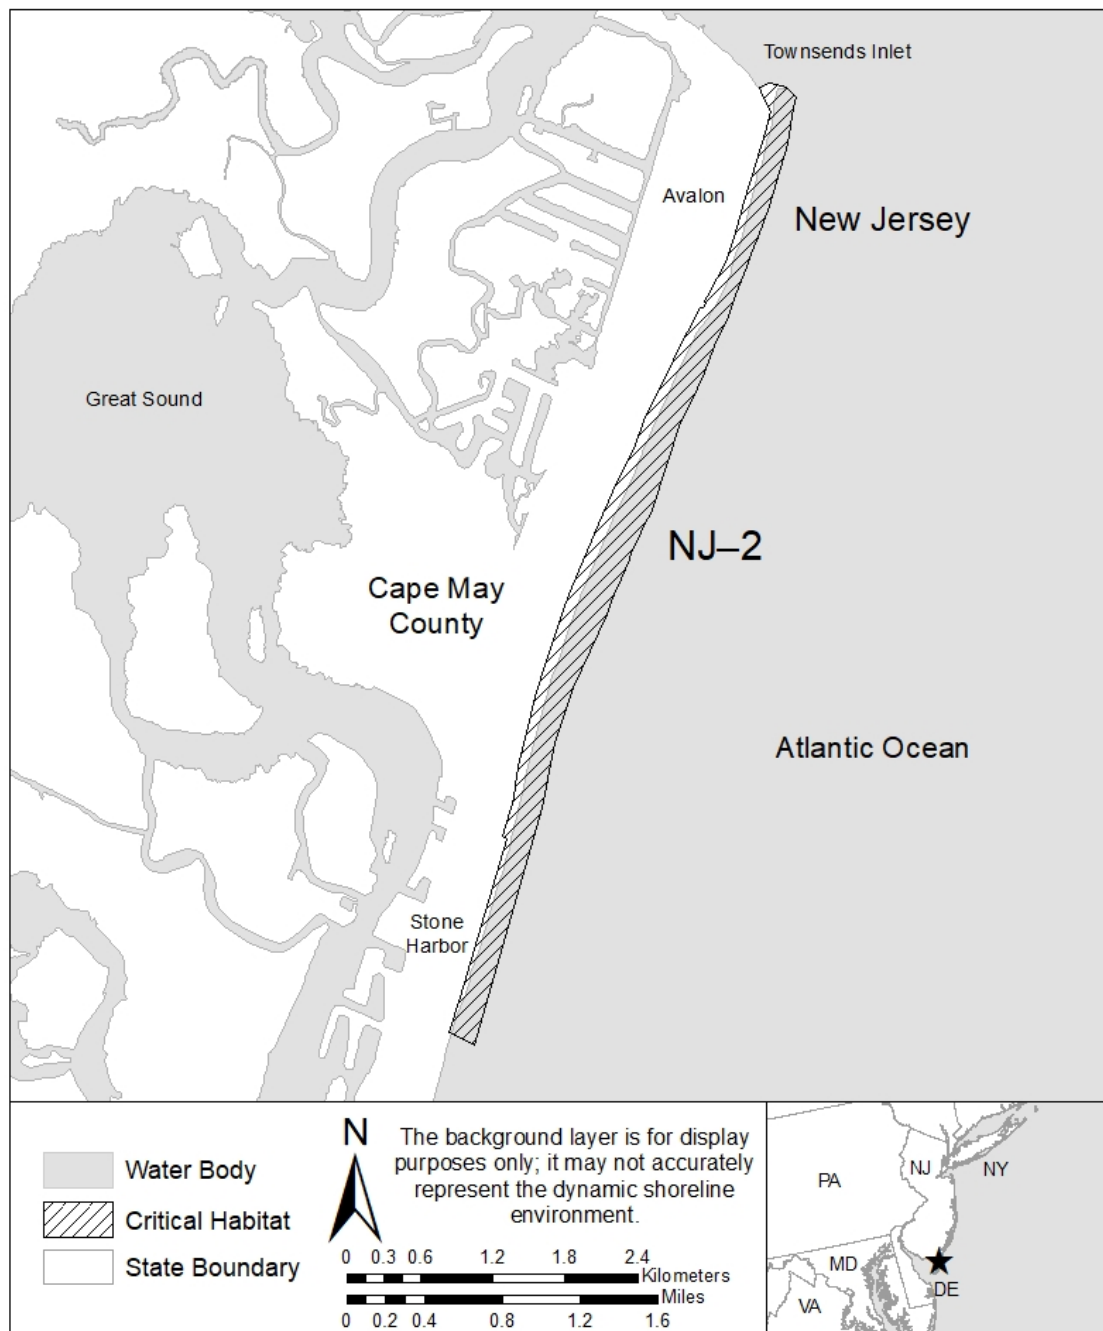 Townsends Inlet
Avalon
New Jersey
Great Sound
NJ–2
Cape May
County
Atlantic Ocean
Stone
Harbor
Water Body
Critical Habitat
State Boundary
N
The background layer is for display
purposes only; it may not accurately
represent the dynamic shoreline
environment.
0 0.3 0.6 1.2 1.8 2.4
Kilometers
Miles
0 0.2 0.4 0.8 1.2 1.6
PA
NJ
NY
MD
DE
VA